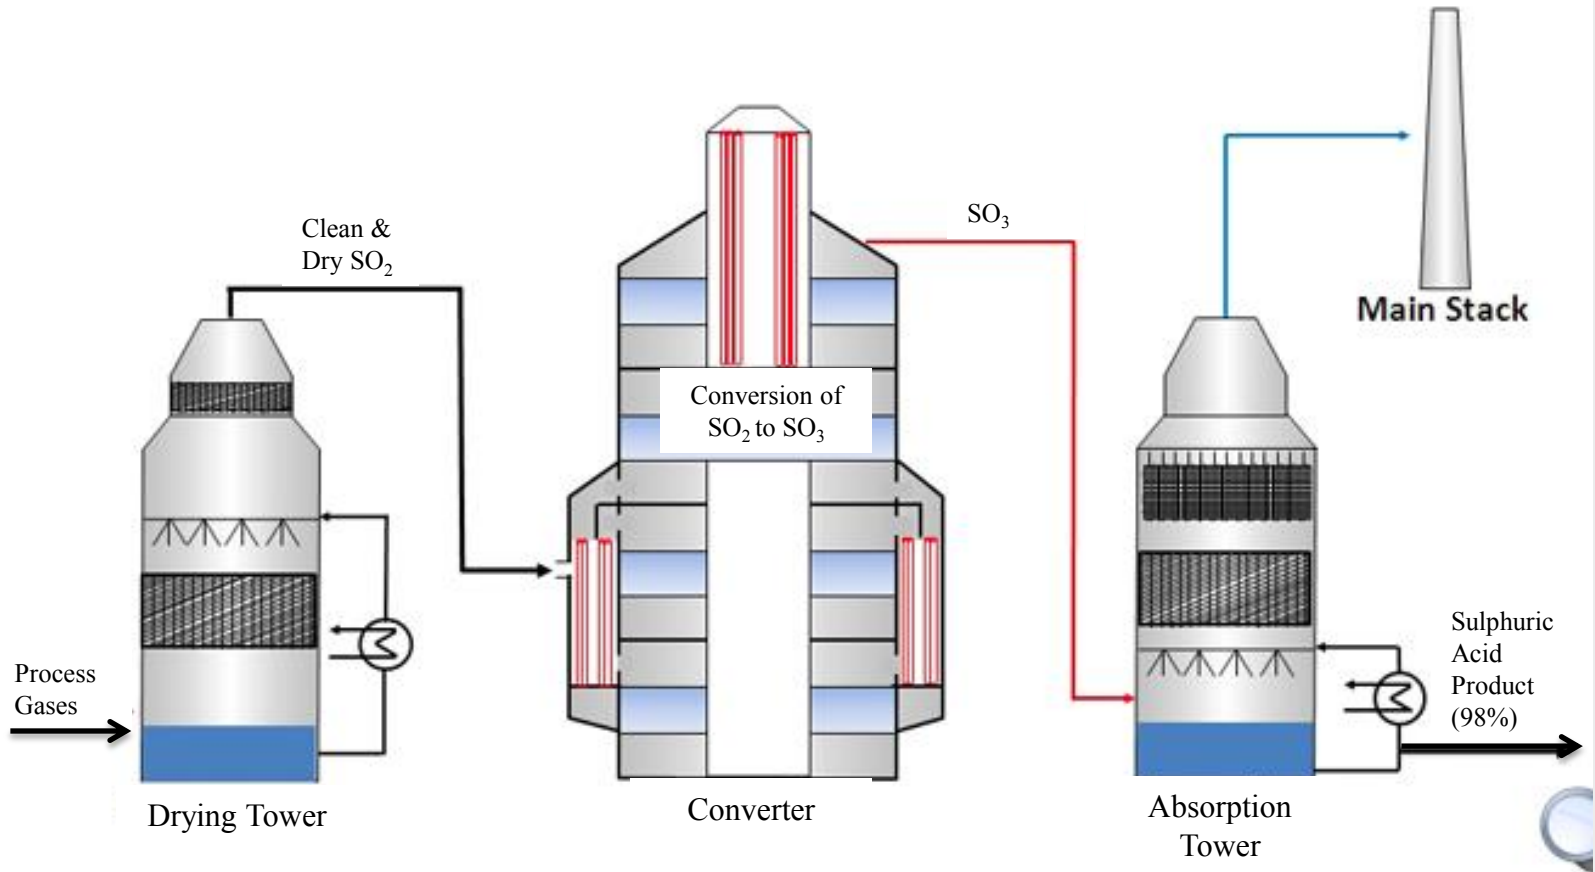 Clean &
Dry SO₂
SO₃
Main Stack
Conversion of
SO₂ to SO₃
Process
Gases
Sulphuric
Acid
Product
(98%)
Drying Tower
Converter
Absorption
Tower